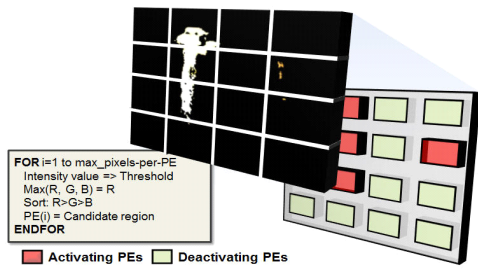 FOR i=1 to max_pixels-per-PE
Intensity value => Threshold
Max(R, G, B) = R
Sort: R>G>B
PE(i) = Candidate region
ENDFOR
Activating PEs
Deactivating PEs